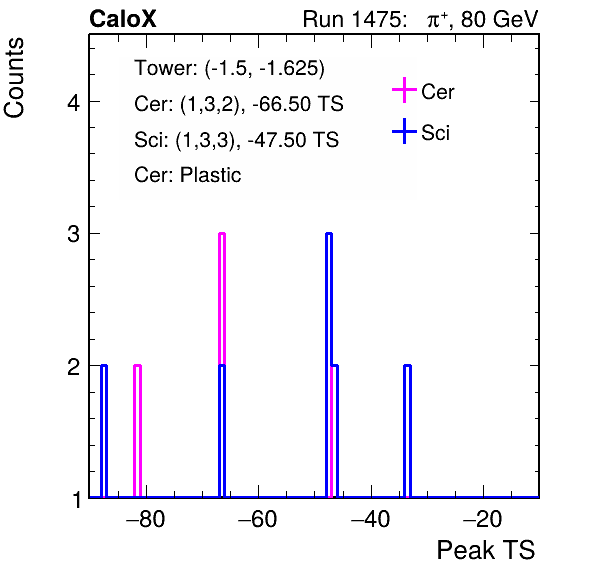 CaloX Run 1475: π⁺, 80 GeV
Counts
Tower: (-1.5, -1.625)
Cer: (1,3,2), -66.50 TS
Sci: (1,3,3), -47.50 TS
Cer: Plastic
Cer
Sci
4
3
2
1
−80 −60 −40 −20
Peak TS